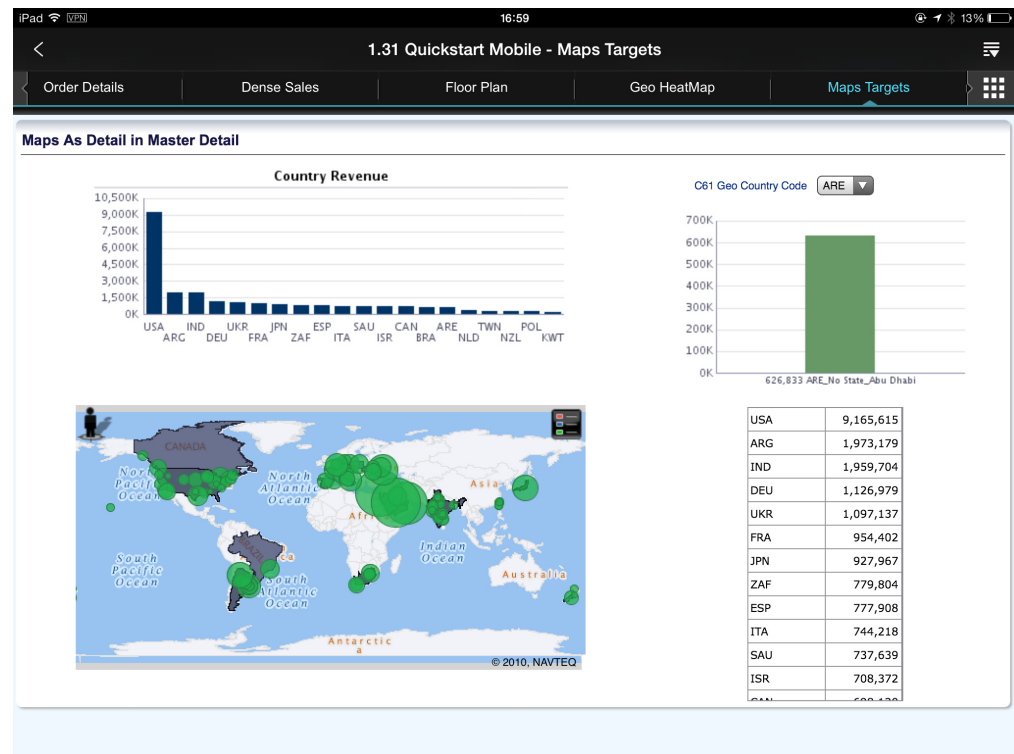 iPad VPN 16:59 13%
1.31 Quickstart Mobile - Maps Targets
Order Details Dense Sales Floor Plan Geo HeatMap Maps Targets
Maps As Detail in Master Detail
Country Revenue
10,500K
9,000K
7,500K
6,000K
4,500K
3,000K
1,500K
0K
USA IND UKR JPN ESP SAU CAN ARE TWN POL
ARG DEU FRA ZAF ITA ISR BRA NLD NZL KWT
C61 Geo Country Code ARE
700K
600K
500K
400K
300K
200K
100K
0K
626,833 ARE_No State_Abu Dhabi
CANADA
North
Atlantic
Ocean
Asia
Indian
Ocean
BRAZIL
South
Pacific
Ocean
South
Atlantic
Ocean
Australia
Antarctic
a
© 2010, NAVTEQ
USA 9,165,615
ARG 1,973,179
IND 1,959,704
DEU 1,126,979
UKR 1,097,137
FRA 954,402
JPN 927,967
ZAF 779,804
ESP 777,908
ITA 744,218
SAU 737,639
ISR 708,372